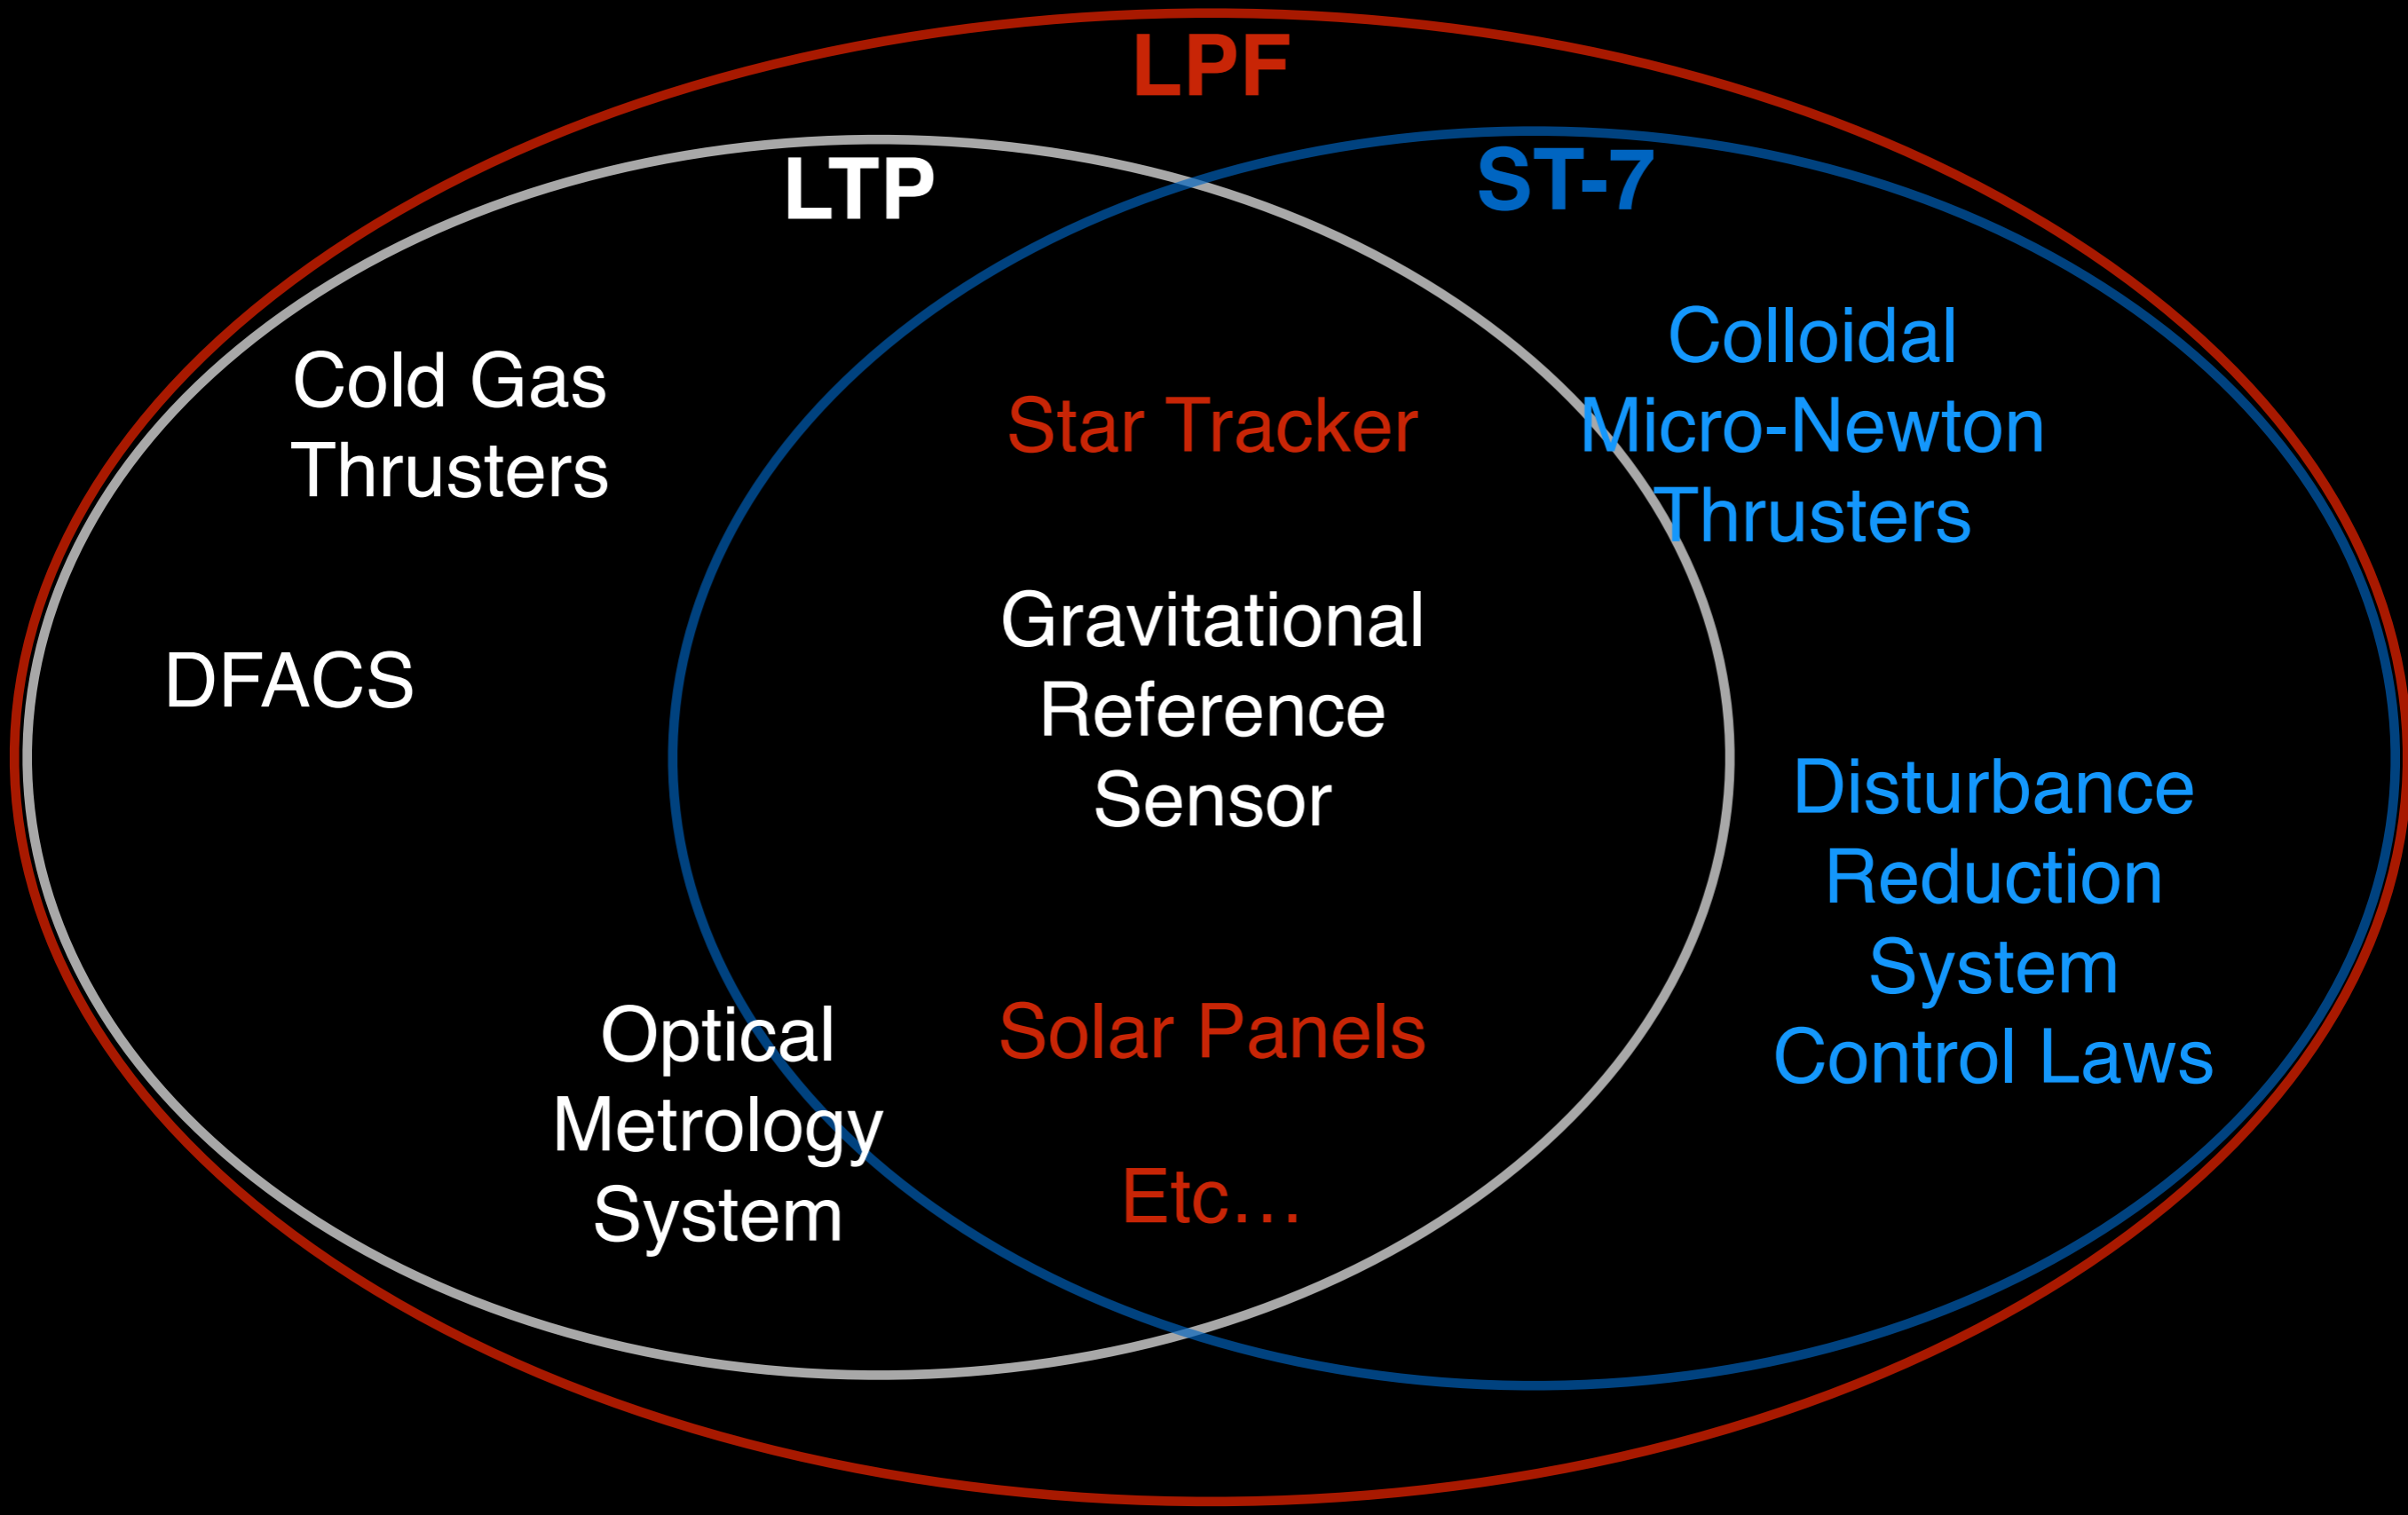 LPF
LTP
ST-7
Cold Gas
Thrusters
DFACS
Optical
Metrology
System
Star Tracker
Gravitational
Reference
Sensor
Solar Panels
Etc...
Colloidal
Micro-Newton
Thrusters
Disturbance
Reduction
System
Control Laws